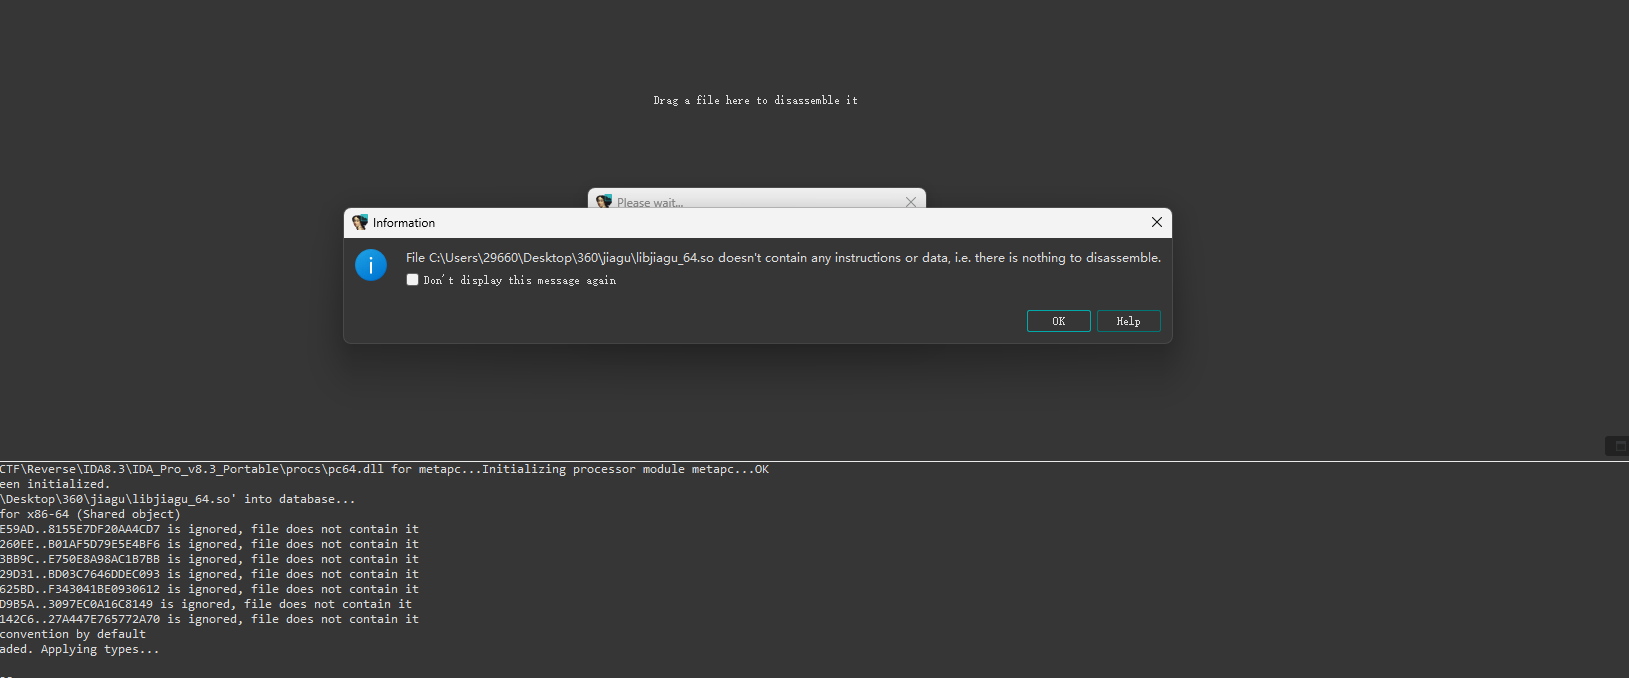 Drag a file here to disassemble it
Please wait...
Information
File C:\Users\29660\Desktop\360\jiagu\libjiagu_64.so doesn't contain any instructions or data, i.e. there is nothing to disassemble.
Don't display this message again
OK
Help
CTF\Reverse\IDA8.3\IDA_Pro_v8.3_Portable\procs\pc64.dll for metapc...Initializing processor module metapc...OK
een initialized.
\Desktop\360\jiagu\libjiagu_64.so' into database...
for x86-64 (Shared object)
E59AD..8155E7DF20AA4CD7 is ignored, file does not contain it
260EE..B01AF5D79E5E4BF6 is ignored, file does not contain it
3BB9C..E750E8A98AC1B7BB is ignored, file does not contain it
29D31..BD03C7646DDEC093 is ignored, file does not contain it
625BD..F343041BE0930612 is ignored, file does not contain it
D9B5A..3097EC0A16C8149 is ignored, file does not contain it
142C6..27A447E765772A70 is ignored, file does not contain it
convention by default
aded. Applying types...